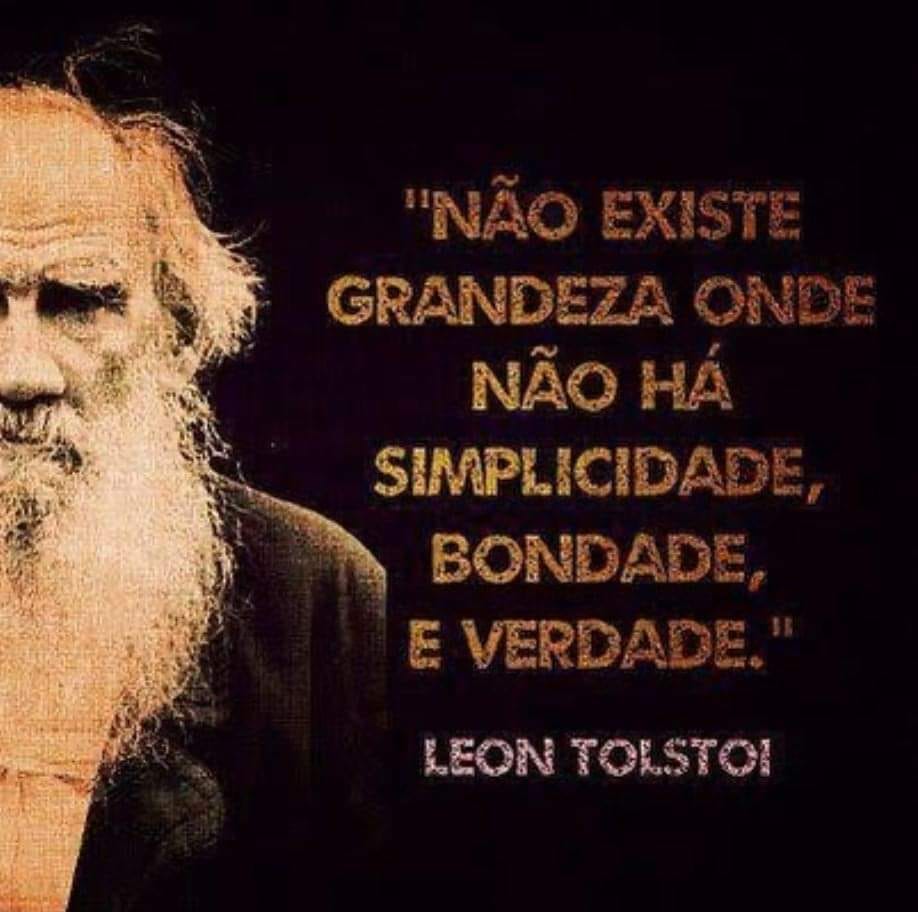 "NÃO EXISTE
GRANDEZA ONDE
NÃO HÁ
SIMPLICIDADE,
BONDADE,
E VERDADE."
LEON TOLSTOI